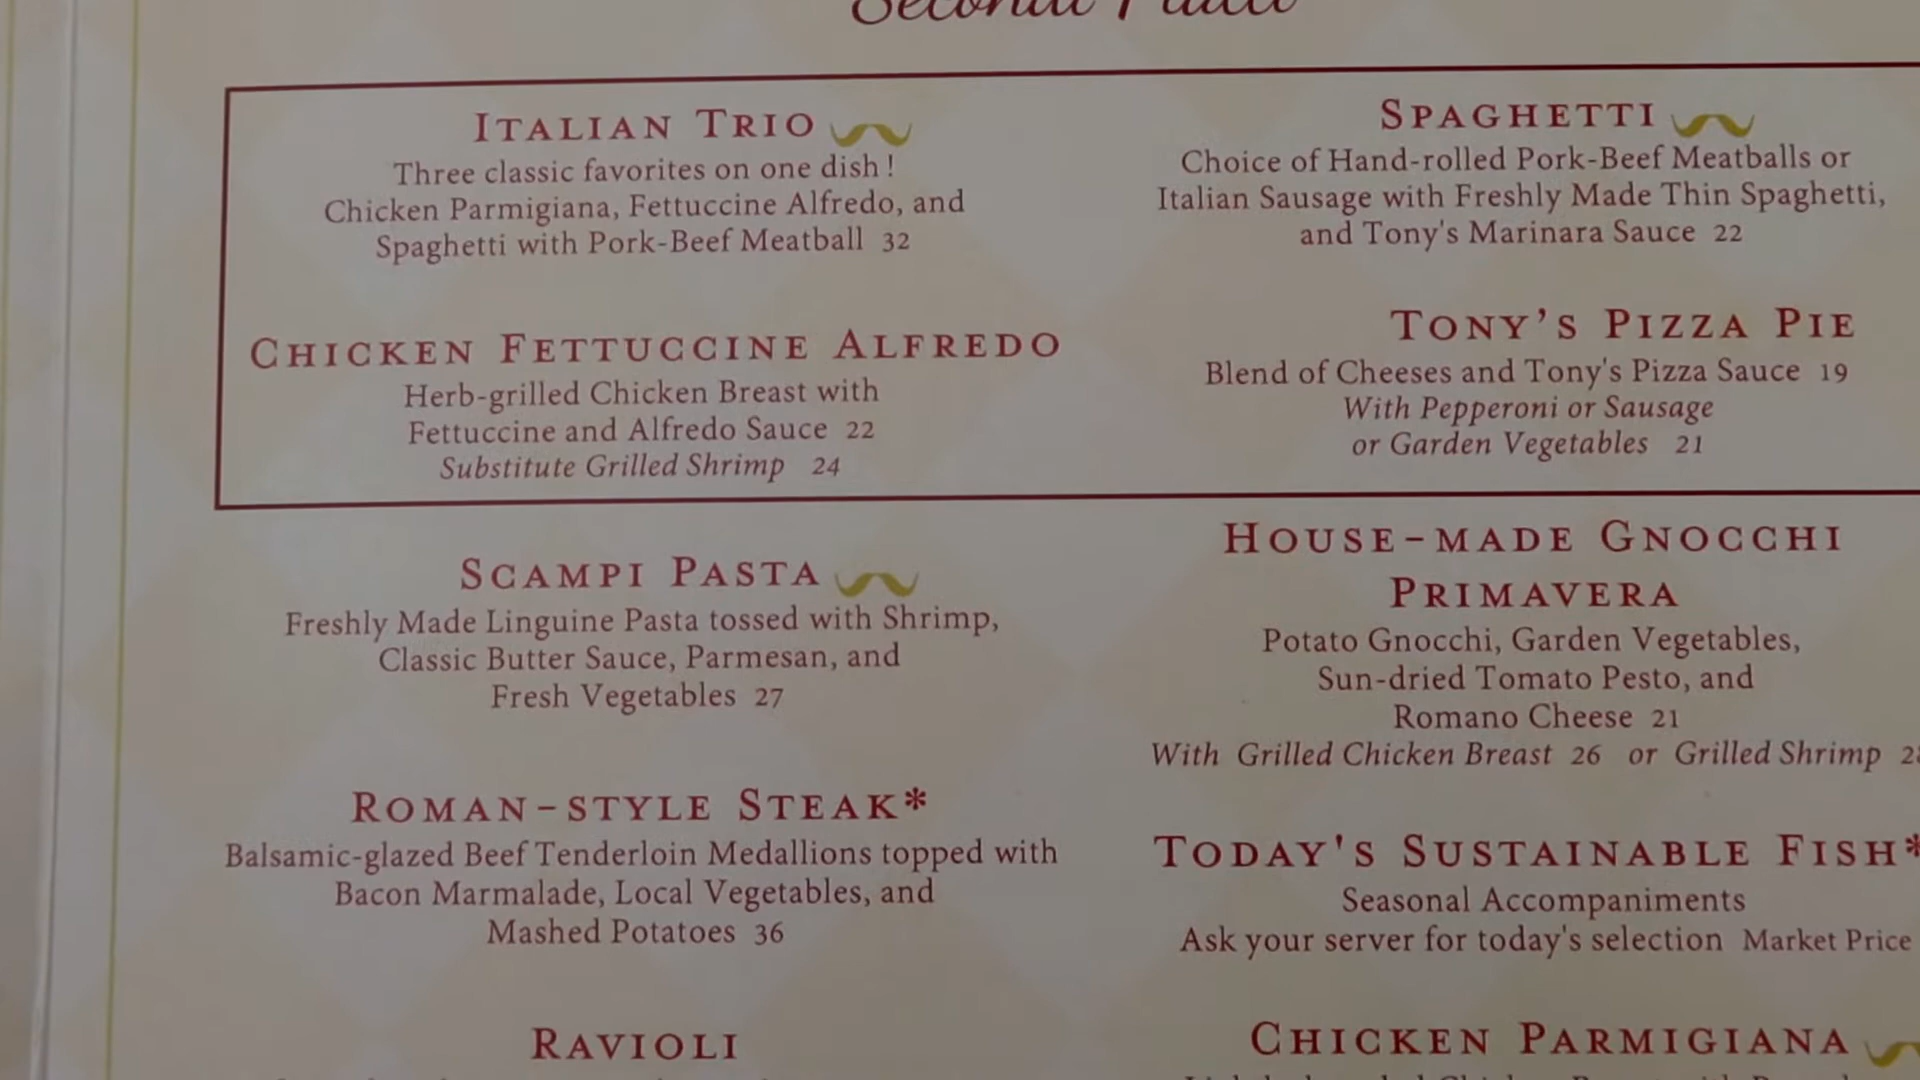 Secondi Piatti
ITALIAN TRIO
Three classic favorites on one dish!
Chicken Parmigiana, Fettuccine Alfredo, and
Spaghetti with Pork-Beef Meatball 32
CHICKEN FETTUCCINE ALFREDO
Herb-grilled Chicken Breast with
Fettuccine and Alfredo Sauce 22
Substitute Grilled Shrimp 24
SPAGHETTI
Choice of Hand-rolled Pork-Beef Meatballs or
Italian Sausage with Freshly Made Thin Spaghetti,
and Tony's Marinara Sauce 22
TONY'S PIZZA PIE
Blend of Cheeses and Tony's Pizza Sauce 19
With Pepperoni or Sausage
or Garden Vegetables 21
SCAMPI PASTA
Freshly Made Linguine Pasta tossed with Shrimp,
Classic Butter Sauce, Parmesan, and
Fresh Vegetables 27
ROMAN-STYLE STEAK*
Balsamic-glazed Beef Tenderloin Medallions topped with
Bacon Marmalade, Local Vegetables, and
Mashed Potatoes 36
RAVIOLI
HOUSE-MADE GNOCCHI
PRIMAVERA
Potato Gnocchi, Garden Vegetables,
Sun-dried Tomato Pesto, and
Romano Cheese 21
With Grilled Chicken Breast 26 or Grilled Shrimp
TODAY'S SUSTAINABLE FISH*
Seasonal Accompaniments
Ask your server for today's selection Market Price
CHICKEN PARMIGIANA